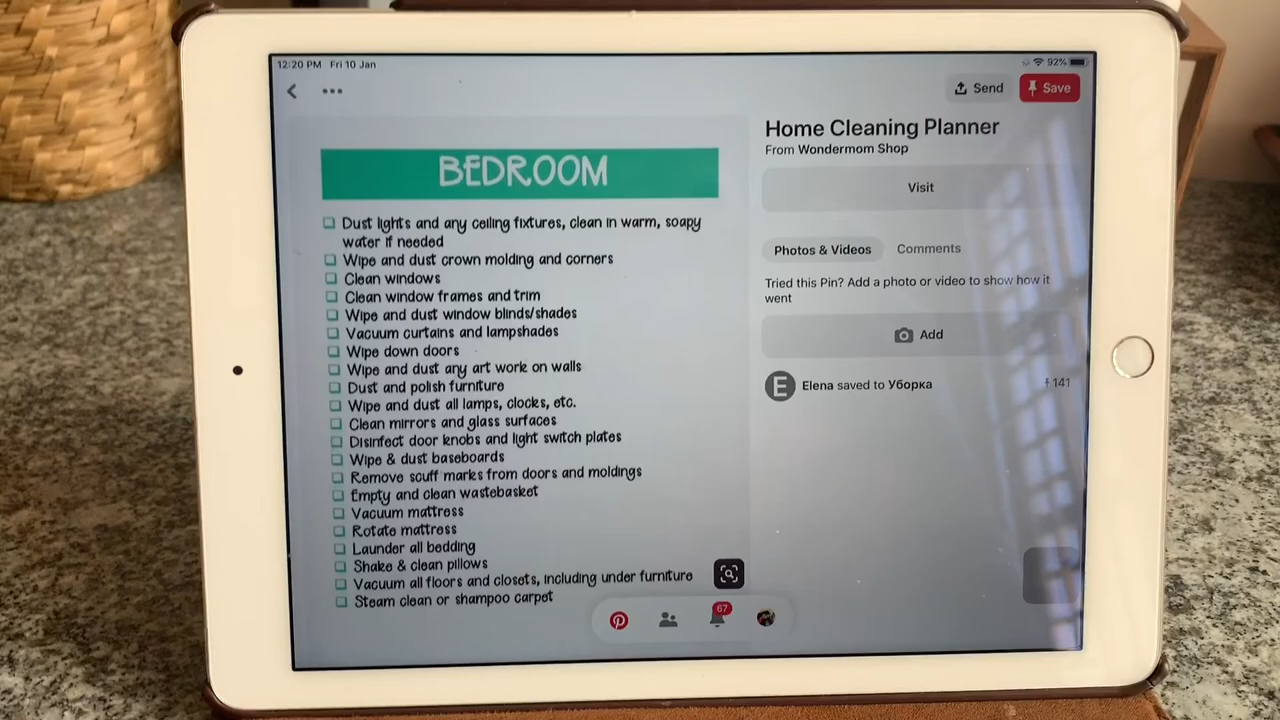 12:20 PM Fri 10 Jan
92%
Send
Save
BEDROOM
Dust lights and any ceiling fixtures, clean in warm, soapy
water if needed
Wipe and dust crown molding and corners
Clean windows
Clean window frames and trim
Wipe and dust window blinds/shades
Vacuum curtains and lampshades
Wipe down doors
Wipe and dust any art work on walls
Dust and polish furniture
Wipe and dust all lamps, clocks, etc.
Clean mirrors and glass surfaces
Disinfect door knobs and light switch plates
Wipe & dust baseboards
Remove scuff marks from doors and moldings
Empty and clean wastebasket
Vacuum mattress
Rotate mattress
Launder all bedding
Shake & clean pillows
Vacuum all floors and closets, including under furniture
Steam clean or shampoo carpet
Home Cleaning Planner
From Wondermom Shop
Visit
Photos & Videos Comments
Tried this Pin? Add a photo or video to show how it
went
Add
E
Elena saved to Уборка
141
67